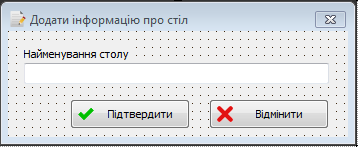 Додати інформацію про стіл
Найменування столу
Підтвердити
Відмінити